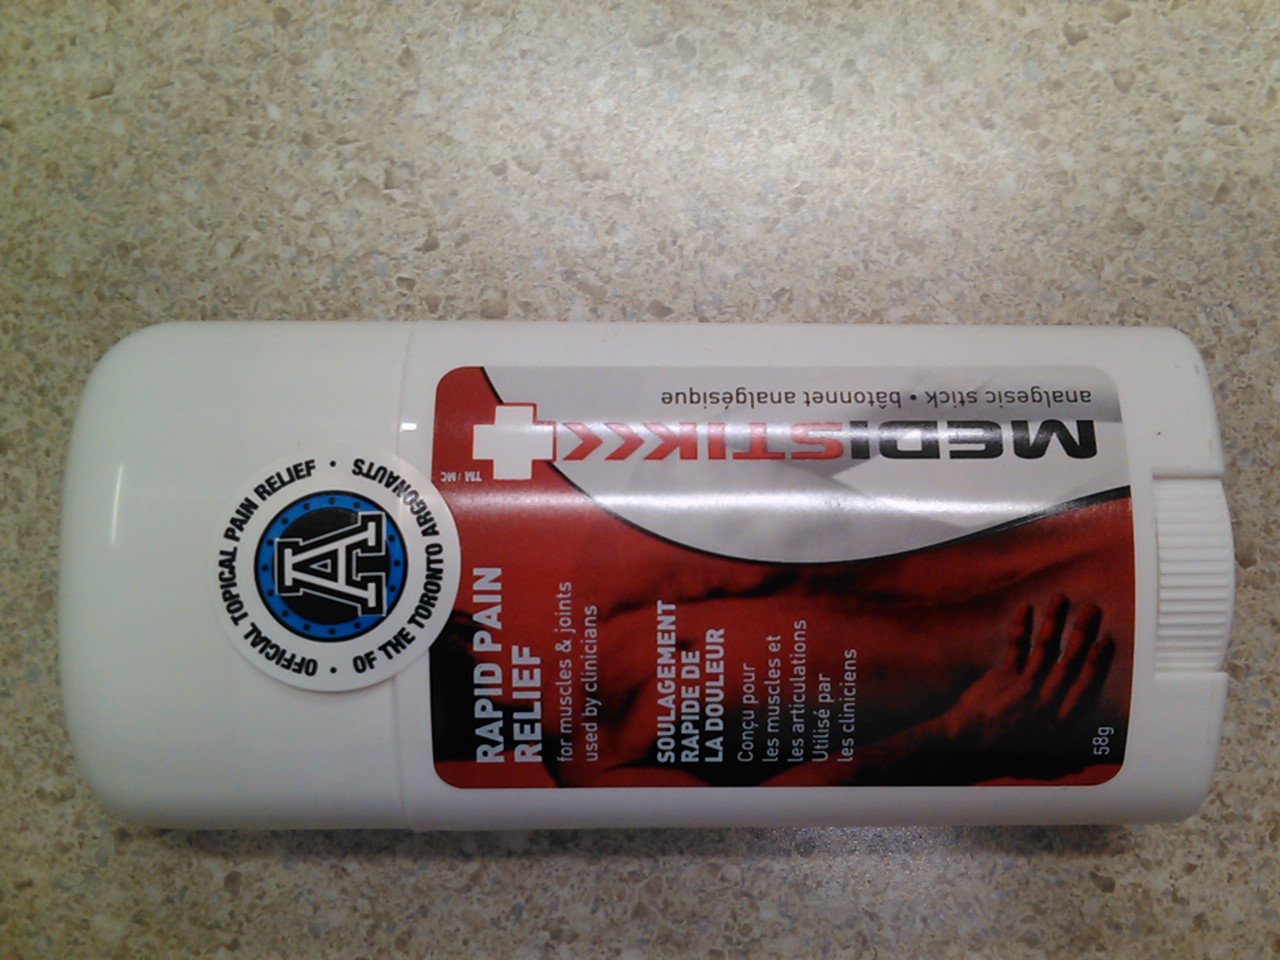 OFFICIAL TOPICAL PAIN RELIEF •
OF THE TORONTO ARGONAUTS •
A
MEDISTIK
TM / MC
analgesic stick • bâtonnet analgésique
RAPID PAIN
RELIEF
for muscles & joints
used by clinicians
SOULAGEMENT
RAPIDE DE
LA DOULEUR
Conçu pour
les muscles et
les articulations
Utilisé par
les cliniciens
58g